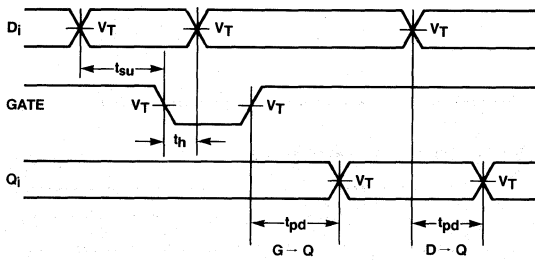 Di VT VT VT
tsu
GATE VT VT
th
Qi VT VT
tpd tpd
G → Q D → Q